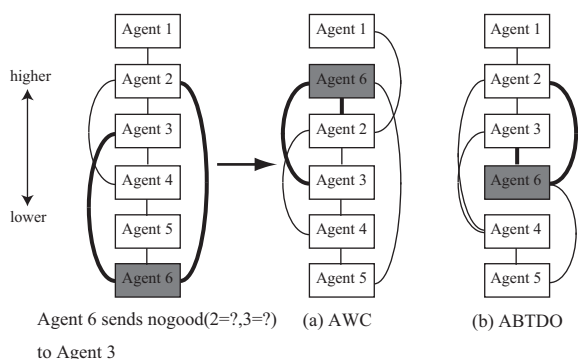 Agent 1
higher
Agent 2
Agent 3
Agent 4
Agent 5
lower
Agent 6
Agent 6 sends nogood(2=?,3=?)
to Agent 3
Agent 1
Agent 6
Agent 2
Agent 3
Agent 4
Agent 5
(a) AWC
Agent 1
Agent 2
Agent 3
Agent 6
Agent 4
Agent 5
(b) ABTDO